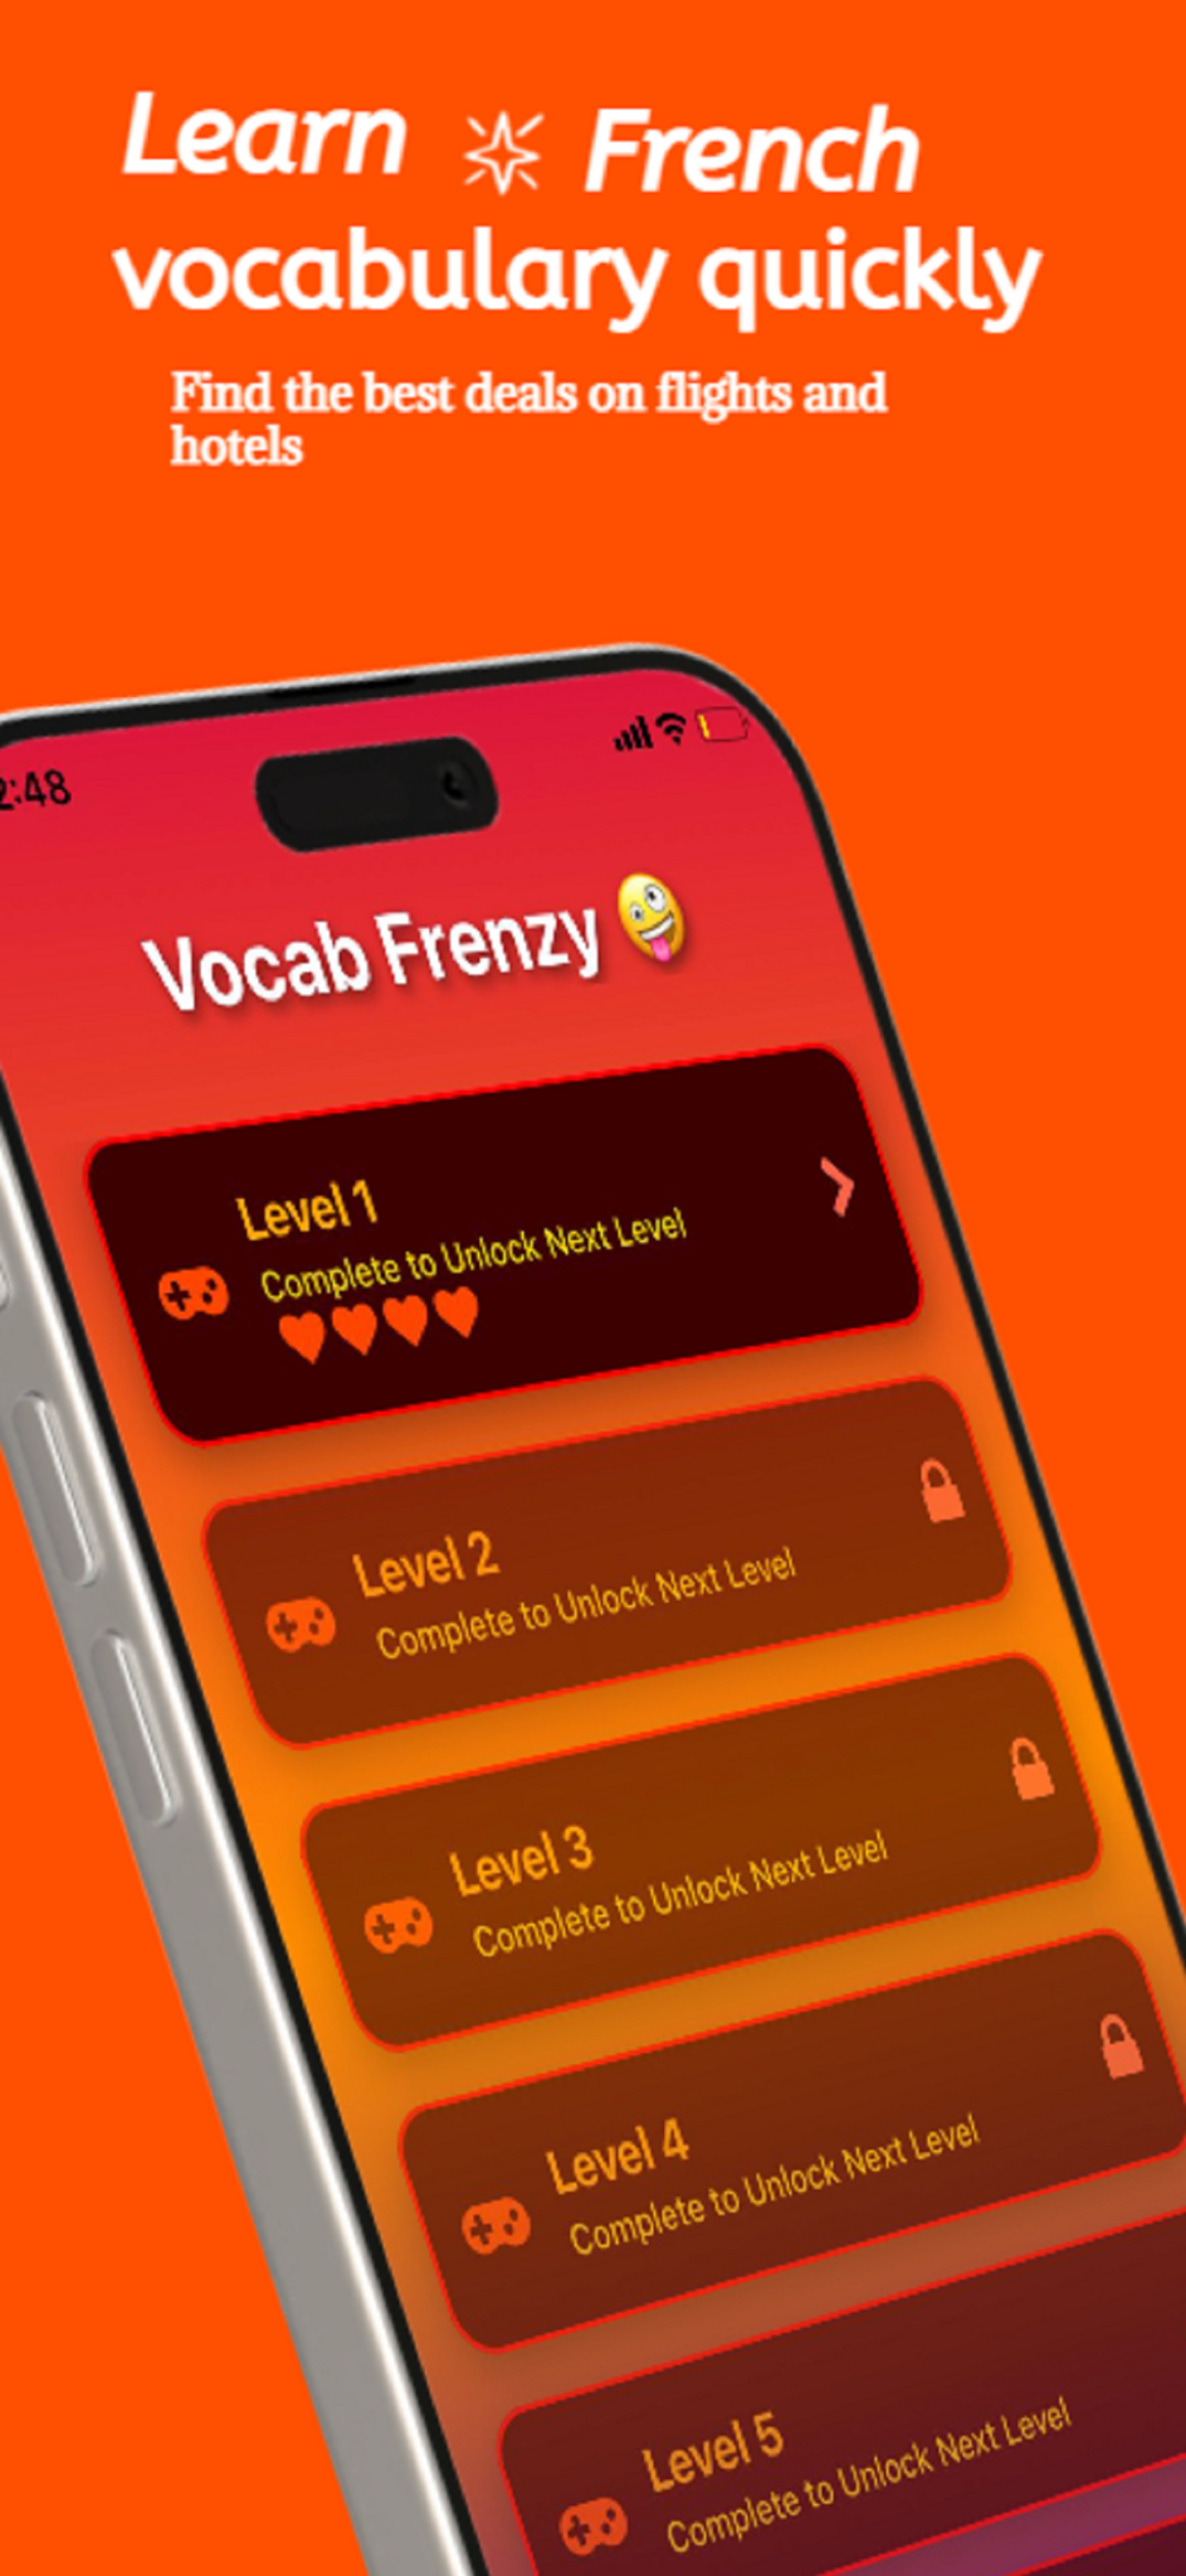 Learn French
vocabulary quickly
Find the best deals on flights and
hotels
2:48
Vocab Frenzy
Level 1
Complete to Unlock Next Level
Level 2
Complete to Unlock Next Level
Level 3
Complete to Unlock Next Level
Level 4
Complete to Unlock Next Level
Level 5
Complete to Unlock Next Level